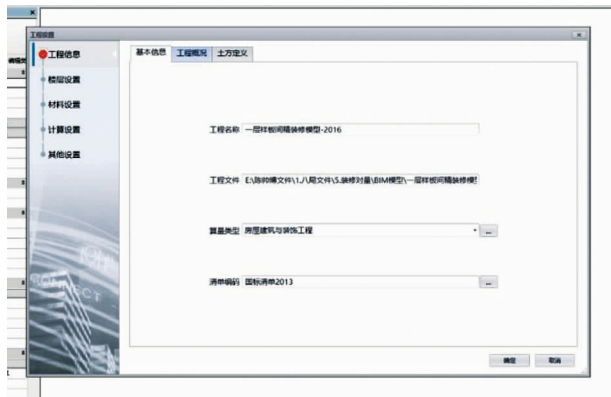 工程设置
工程信息
楼层设置
材料设置
计算设置
其他设置
基本信息 工程概况 土方定义
工程名称 一层样板间精装修模型-2016
工程文件 E:\陈帅博文件\1.八局文件\5.装修对量\BIM模型\一层样板间精装修模型
算量类型 房屋建筑与装饰工程
清单编码 国标清单2013
确定 取消
CONNECT